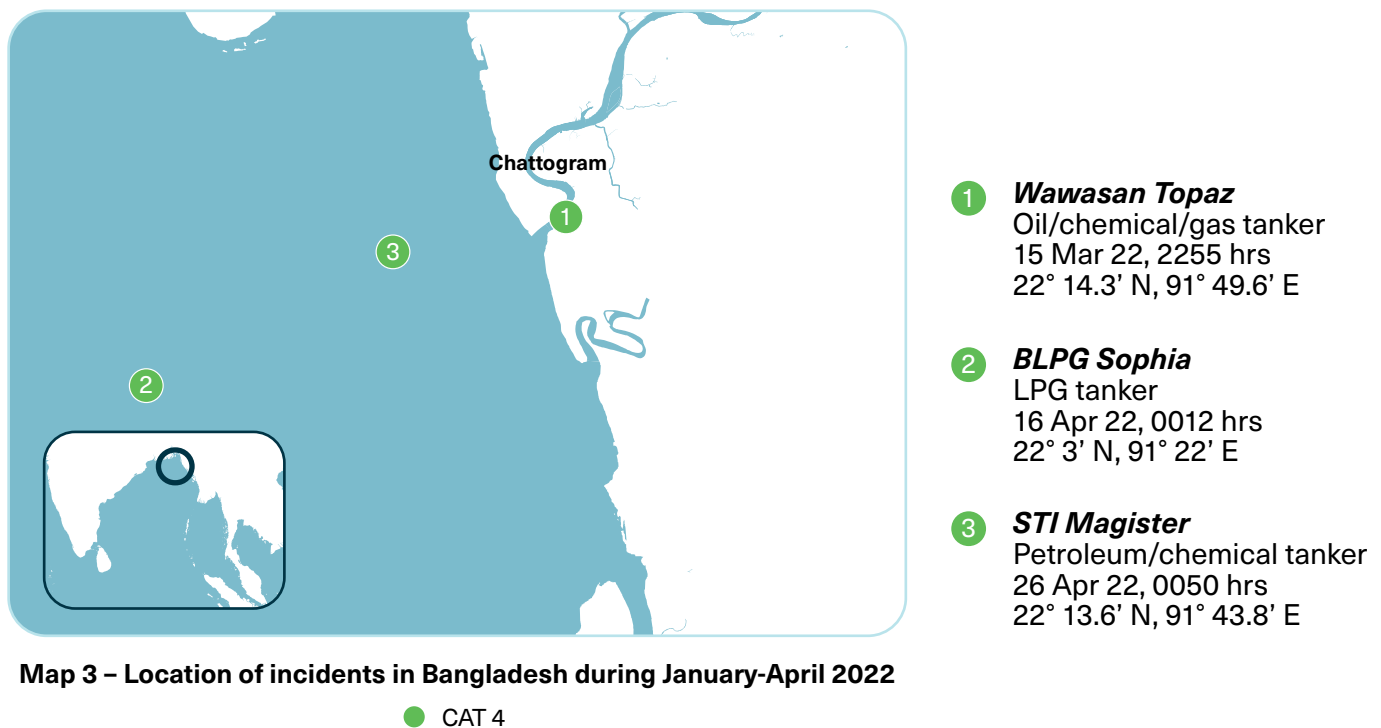 Chattogram
1
3
2
1
Wawasan Topaz
Oil/chemical/gas tanker
15 Mar 22, 2255 hrs
22° 14.3’ N, 91° 49.6’ E
2
BLPG Sophia
LPG tanker
16 Apr 22, 0012 hrs
22° 3’ N, 91° 22’ E
3
STI Magister
Petroleum/chemical tanker
26 Apr 22, 0050 hrs
22° 13.6’ N, 91° 43.8’ E
Map 3 – Location of incidents in Bangladesh during January-April 2022
CAT 4